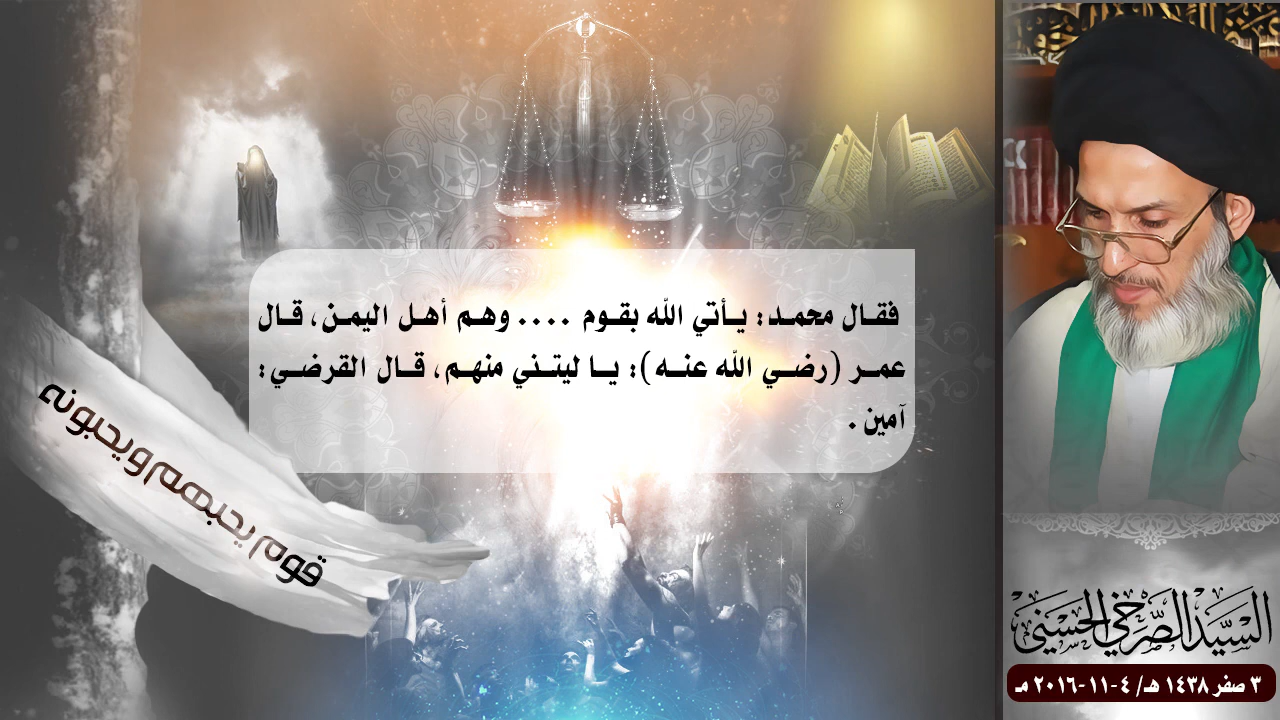 فقال محمد: يأتي الله بقوم .... وهم أهل اليمن، قال
عمر (رضي الله عنه): يا ليتني منهم، قال القرضي:
آمين .
قوم يحبهم ويحبونه
السيد الصرخي الحسني
٣ صفر ١٤٣٨ هـ/ ٤-١١-٢٠١٦ مـ